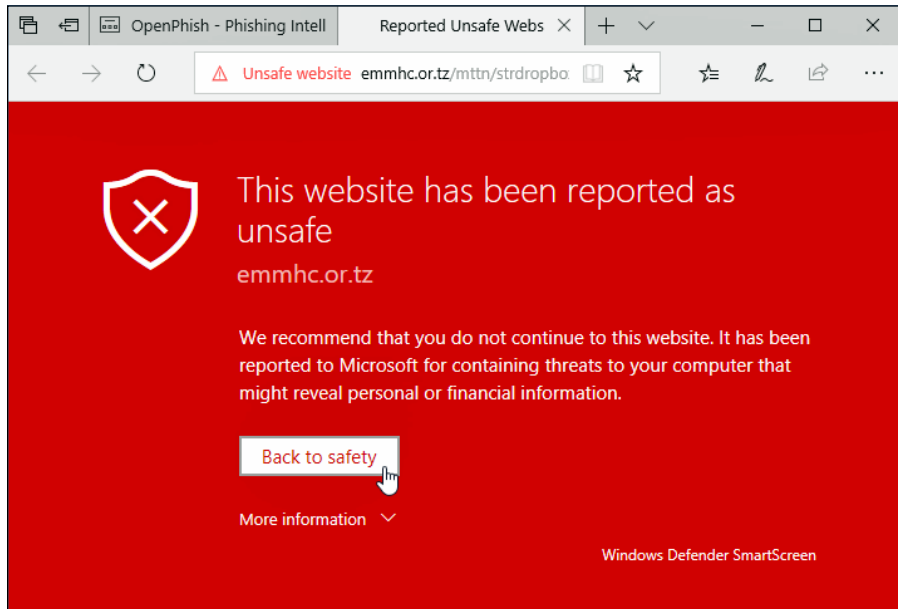 OpenPhish - Phishing Intell
Reported Unsafe Webs
Unsafe website emmhc.or.tz/mttn/strdropbo
This website has been reported as
unsafe
emmhc.or.tz
We recommend that you do not continue to this website. It has been
reported to Microsoft for containing threats to your computer that
might reveal personal or financial information.
Back to safety
More information
Windows Defender SmartScreen